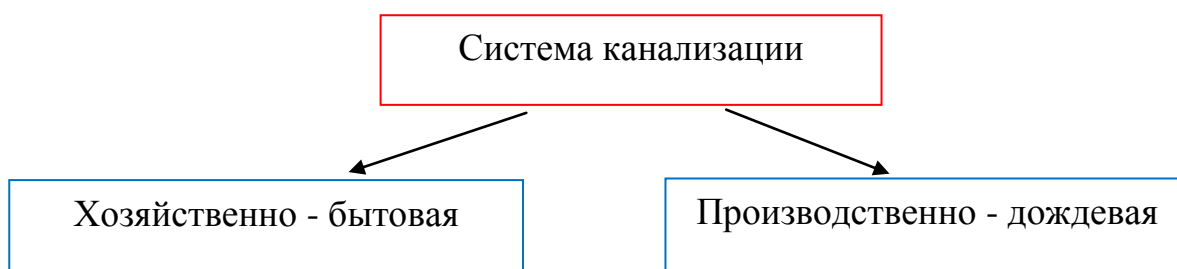 Система канализации
Хозяйственно - бытовая
Производственно - дождевая